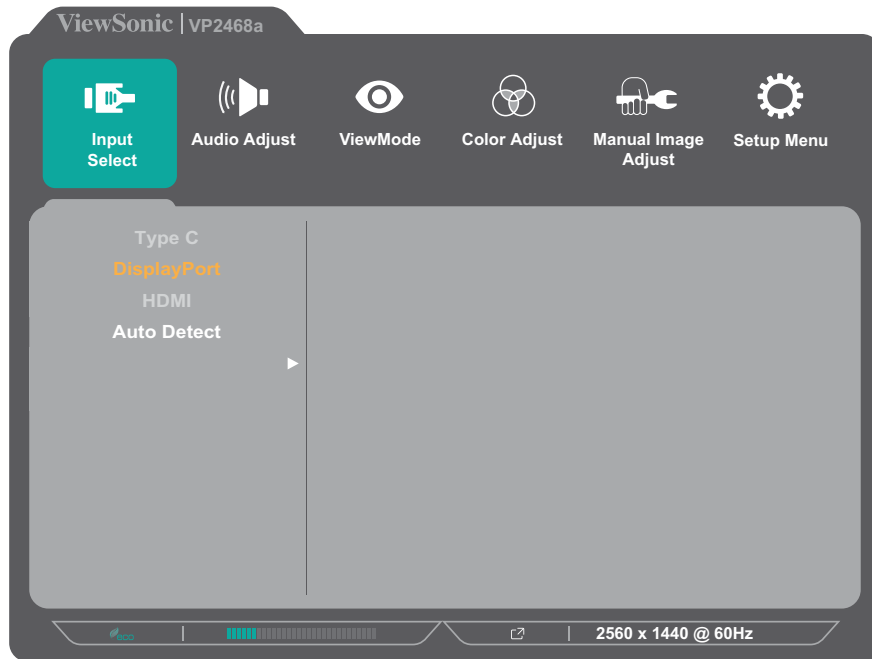 ViewSonic | VP2468a
Input
Select
Audio Adjust
ViewMode
Color Adjust
Manual Image
Adjust
Setup Menu
Type C
DisplayPort
HDMI
Auto Detect
eco
2560 x 1440 @ 60Hz